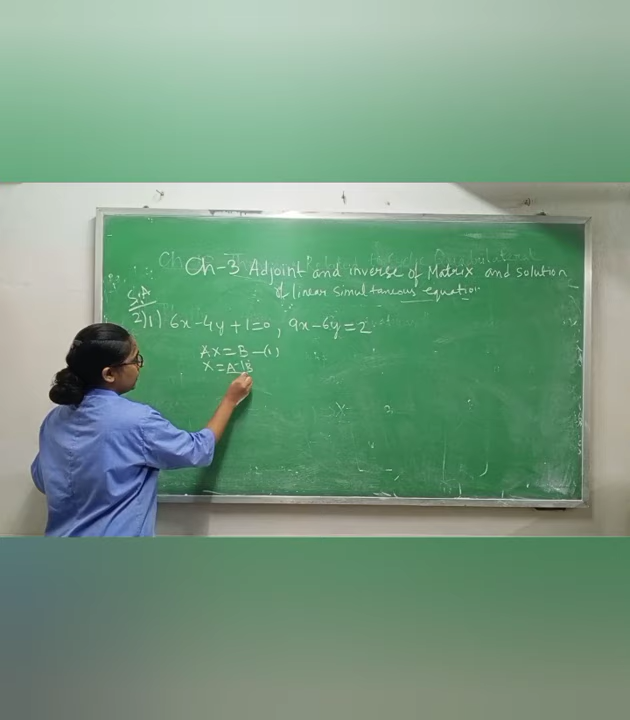 Ch-3 Adjoint and inverse of Matrix and solution
of linear simultaneous equation
S.A
2) 1) 6x-4y+1=0, 9x-6y=2
AX=B -(1)
X=A-1B